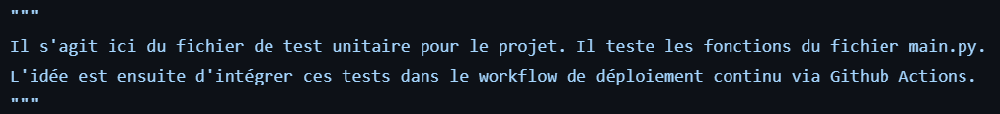 """
Il s'agit ici du fichier de test unitaire pour le projet. Il teste les fonctions du fichier main.py.
L'idée est ensuite d'intégrer ces tests dans le workflow de déploiement continu via Github Actions.
"""